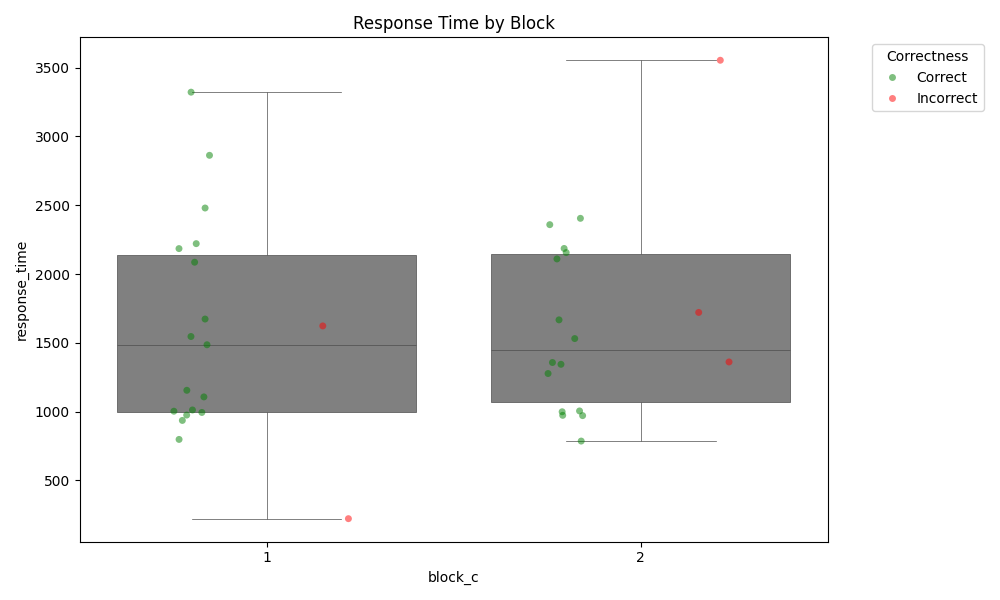 Response Time by Block
Correctness
Correct
Incorrect
response_time
3500
3000
2500
2000
1500
1000
500
1
2
block_c